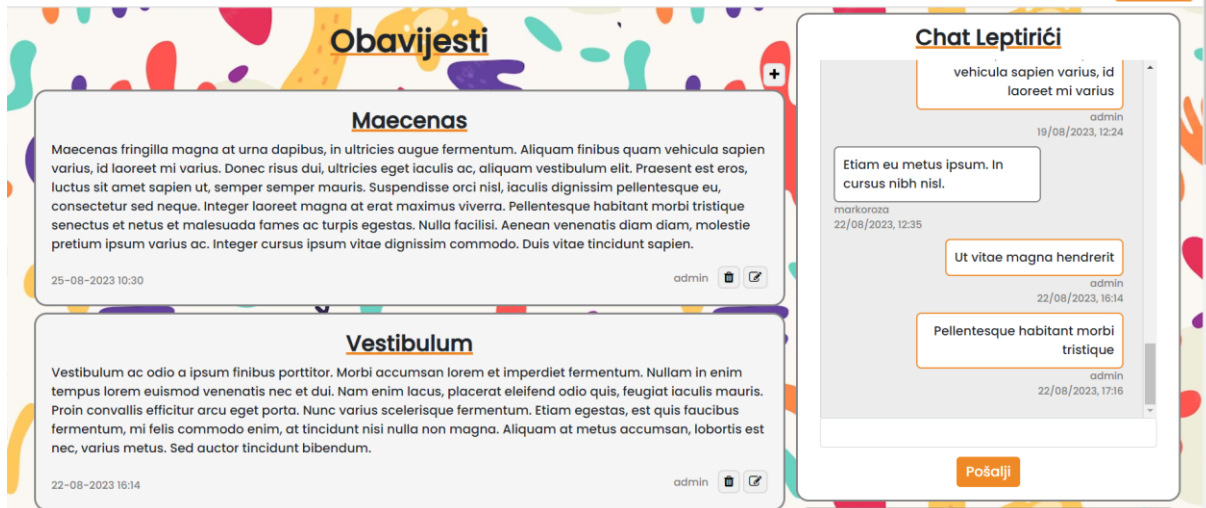 Obavijesti
+
Maecenas
Maecenas fringilla magna at urna dapibus, in ultricies augue fermentum. Aliquam finibus quam vehicula sapien
varius, id laoreet mi varius. Donec risus dui, ultricies eget iaculis ac, aliquam vestibulum elit. Praesent est eros,
luctus sit amet sapien ut, semper semper mauris. Suspendisse orci nisl, iaculis dignissim pellentesque eu,
consectetur sed neque. Integer laoreet magna at erat maximus viverra. Pellentesque habitant morbi tristique
senectus et netus et malesuada fames ac turpis egestas. Nulla facilisi. Aenean venenatis diam diam, molestie
pretium ipsum varius ac. Integer cursus ipsum vitae dignissim commodo. Duis vitae tincidunt sapien.
25-08-2023 10:30
admin
Vestibulum
Vestibulum ac odio a ipsum finibus porttitor. Morbi accumsan lorem et imperdiet fermentum. Nullam in enim
tempus lorem euismod venenatis nec et dui. Nam enim lacus, placerat eleifend odio quis, feugiat iaculis mauris.
Proin convallis efficitur arcu eget porta. Nunc varius scelerisque fermentum. Etiam egestas, est quis faucibus
fermentum, mi felis commodo enim, at tincidunt nisi nulla non magna. Aliquam at metus accumsan, lobortis est
nec, varius metus. Sed auctor tincidunt bibendum.
22-08-2023 16:14
admin
Chat Leptirići
vehicula sapien varius, id
laoreet mi varius
admin
19/08/2023, 12:24
Etiam eu metus ipsum. In
cursus nibh nisl.
markoroza
22/08/2023, 12:35
Ut vitae magna hendrerit
admin
22/08/2023, 16:14
Pellentesque habitant morbi
tristique
admin
22/08/2023, 17:16
Pošalji